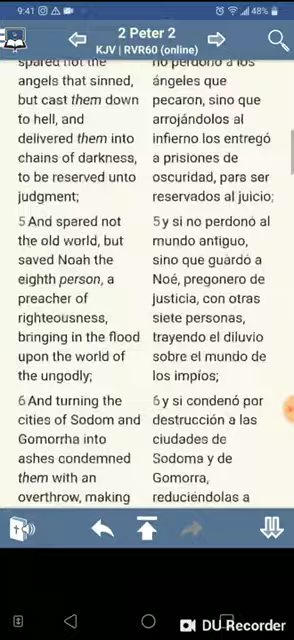 9:41
48%
2 Peter 2
KJV | RVR60 (online)
spared not the
angels that sinned,
but cast them down
to hell, and
delivered them into
chains of darkness,
to be reserved unto
judgment;
5 And spared not
the old world, but
saved Noah the
eighth person, a
preacher of
righteousness,
bringing in the flood
upon the world of
the ungodly;
6 And turning the
cities of Sodom and
Gomorrha into
ashes condemned
them with an
overthrow, making
no perdonó a los
ángeles que
pecaron, sino que
arrojándolos al
infierno los entregó
a prisiones de
oscuridad, para ser
reservados al juicio;
5 y si no perdonó al
mundo antiguo,
sino que guardó a
Noé, pregonero de
justicia, con otras
siete personas,
trayendo el diluvio
sobre el mundo de
los impíos;
6 y si condenó por
destrucción a las
ciudades de
Sodoma y de
Gomorra,
reduciéndolas a
DU Recorder